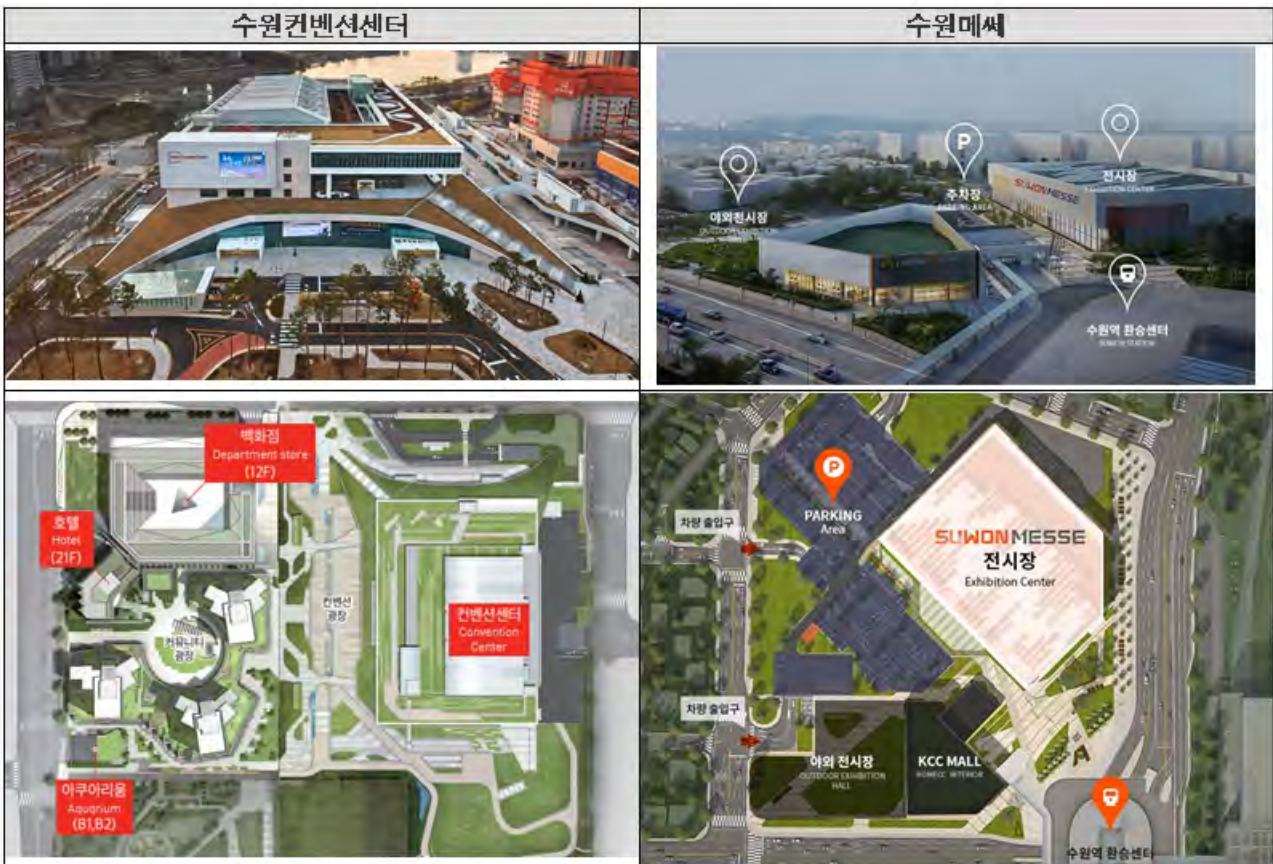 수원컨벤션센터
수원메쎄
야외전시장
OUTDOOR EXHIBITION
P
주차장
PARKING AREA
전시장
EXHIBITION CENTER
SUWONMESSE
수원역 환승센터
백화점
Department store
(12F)
호텔
Hotel
(21F)
커뮤니티
광장
컨벤션
광장
컨벤션센터
Convention
Center
아쿠아리움
Aquarium
(B1,B2)
P
PARKING
Area
차량 출입구
SUWONMESSE
전시장
Exhibition Center
차량 출입구
야외 전시장
OUTDOOR EXHIBITION
HALL
KCC MALL
HOMECC INTERIOR
수원역 환승센터